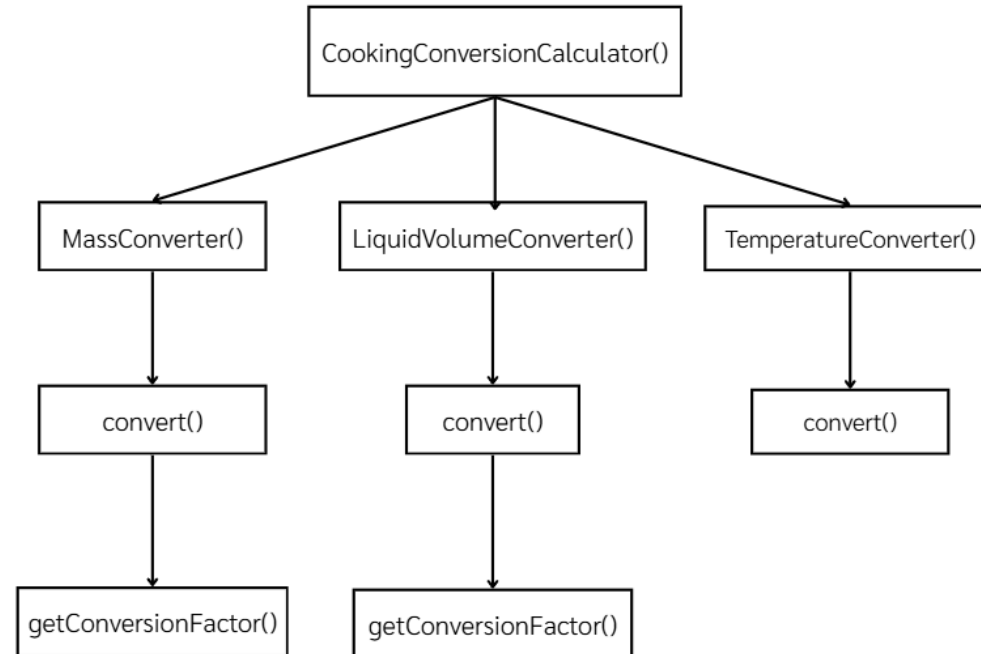 CookingConversionCalculator()
MassConverter()
LiquidVolumeConverter()
TemperatureConverter()
convert()
convert()
convert()
getConversionFactor()
getConversionFactor()